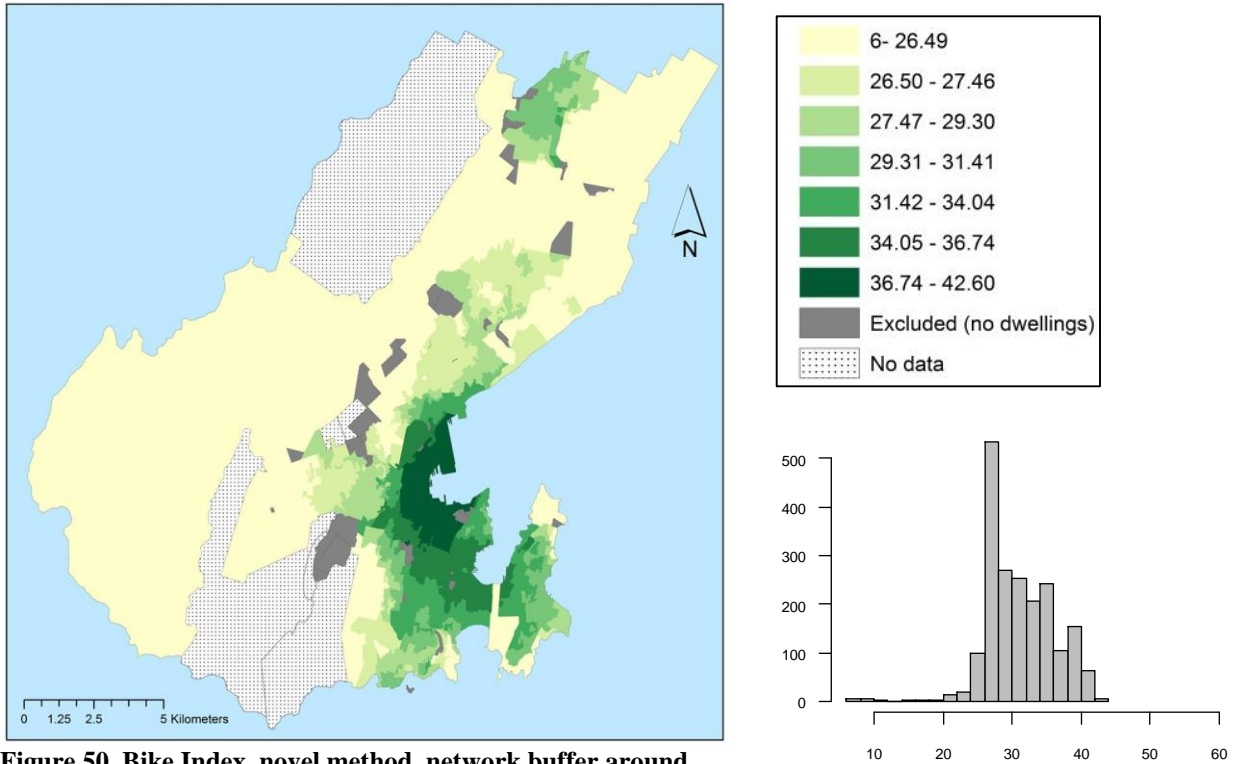 6- 26.49
26.50 - 27.46
27.47 - 29.30
29.31 - 31.41
31.42 - 34.04
34.05 - 36.74
36.74 - 42.60
Excluded (no dwellings)
No data
N
0 1.25 2.5 5 Kilometers
500
400
300
200
100
0
10 20 30 40 50 60
Figure 50. Bike Index, novel method, network buffer around